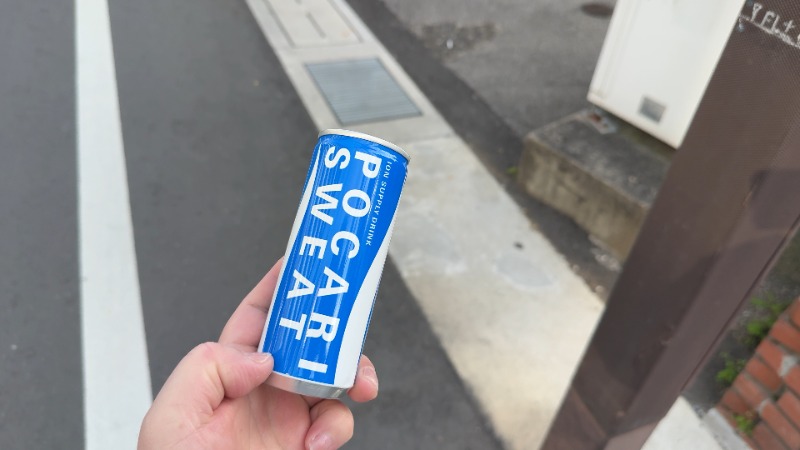 POCARI
SWEAT
ION SUPPLY DRINK